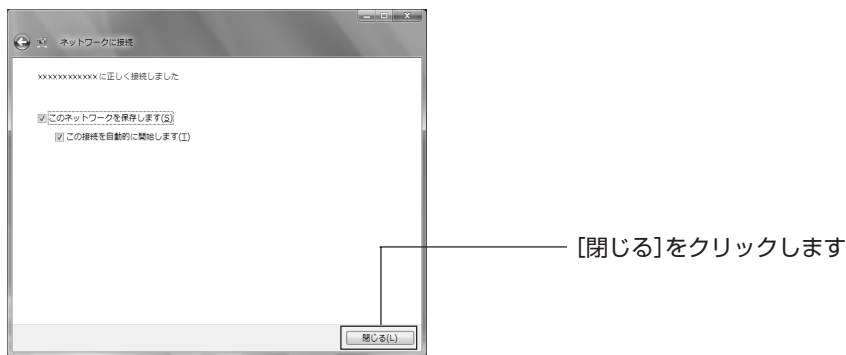 ネットワークに接続
xxxxxxxxxxxx に正しく接続しました
このネットワークを保存します(S)
この接続を自動的に開始します(T)
[閉じる]をクリックします
閉じる(L)